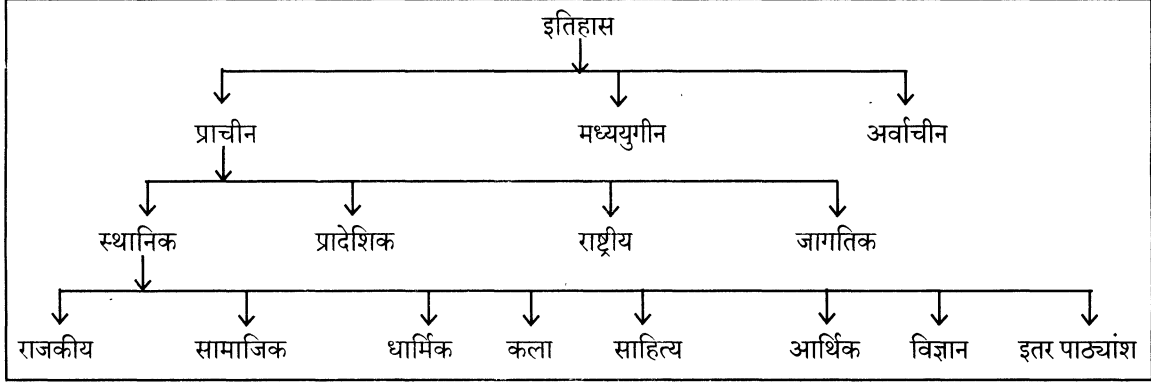 इतिहास
प्राचीन मध्ययुगीन अर्वाचीन
स्थानिक प्रादेशिक राष्ट्रीय जागतिक
राजकीय सामाजिक धार्मिक कला साहित्य आर्थिक विज्ञान इतर पाठ्यांश